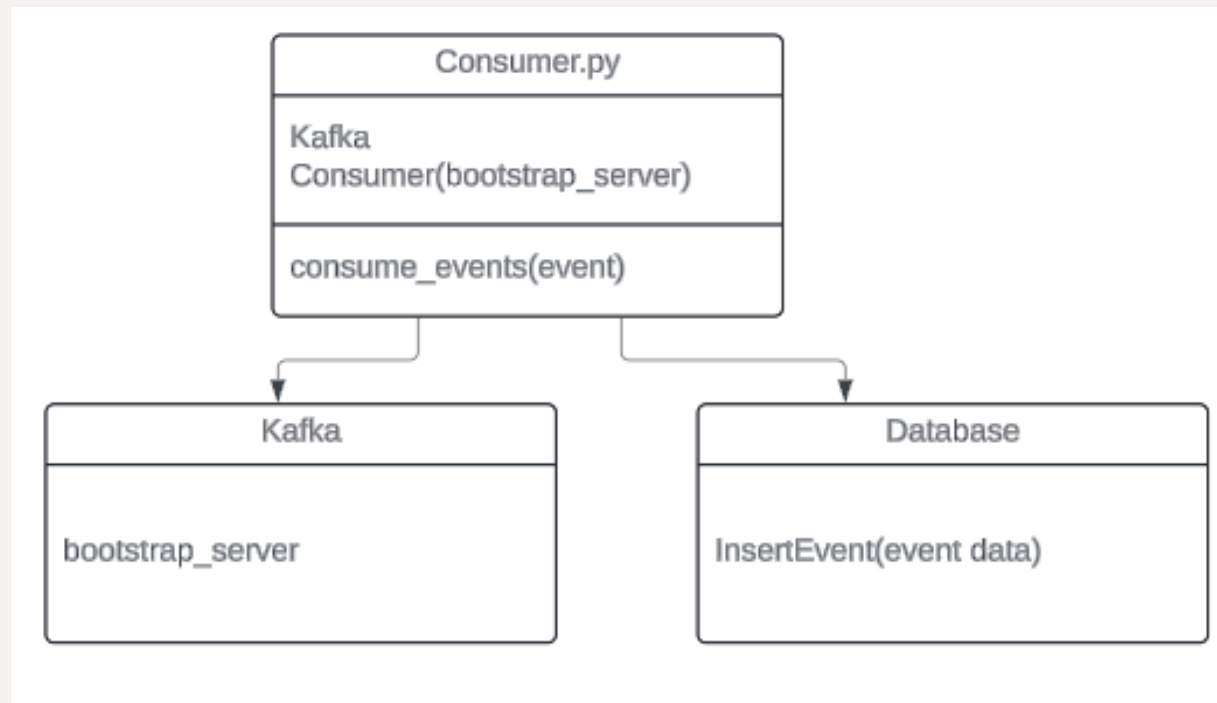 Consumer.py
Kafka
Consumer(bootstrap_server)
consume_events(event)
Kafka
bootstrap_server
Database
InsertEvent(event data)